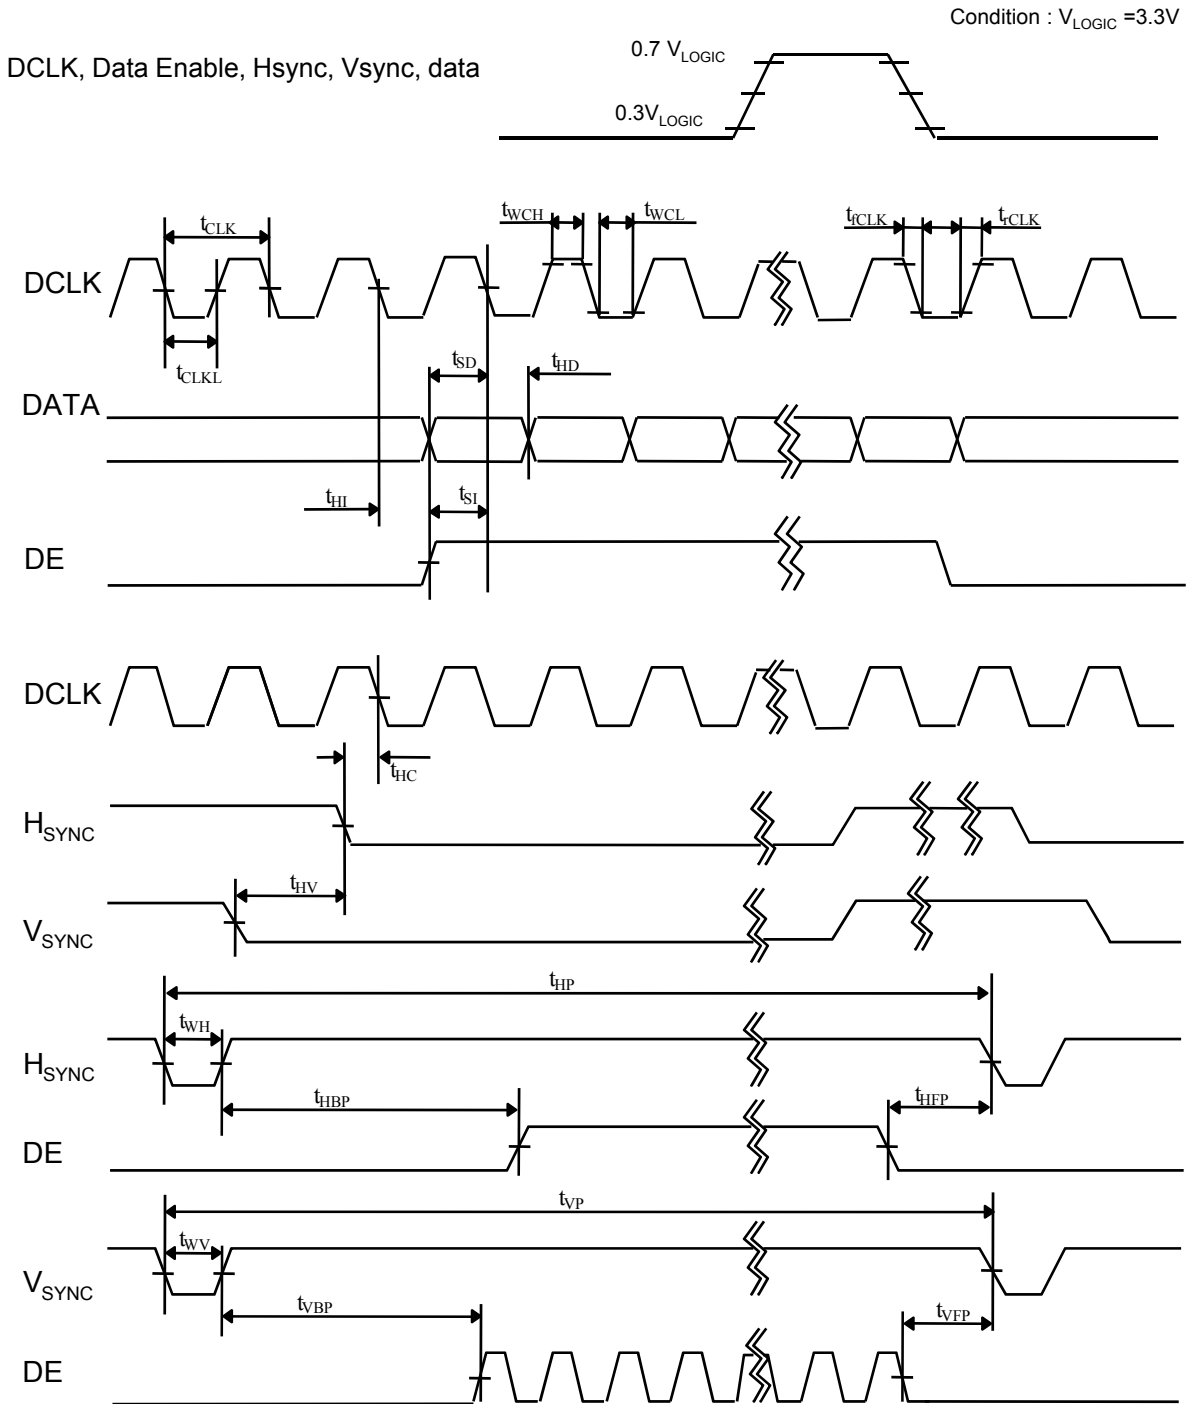 Condition : VLOGIC =3.3V
0.7 VLOGIC
DCLK, Data Enable, Hsync, Vsync, data
0.3VLOGIC
tCLK
tWCH
tWCL
tfCLK
trCLK
DCLK
tCLKL
tSD
tHD
DATA
tHI
tSI
DE
DCLK
tHC
HSYNC
tHV
VSYNC
tHP
tWH
HSYNC
tHBP
tHFP
DE
tVP
tWV
VSYNC
tVBP
tVFP
DE